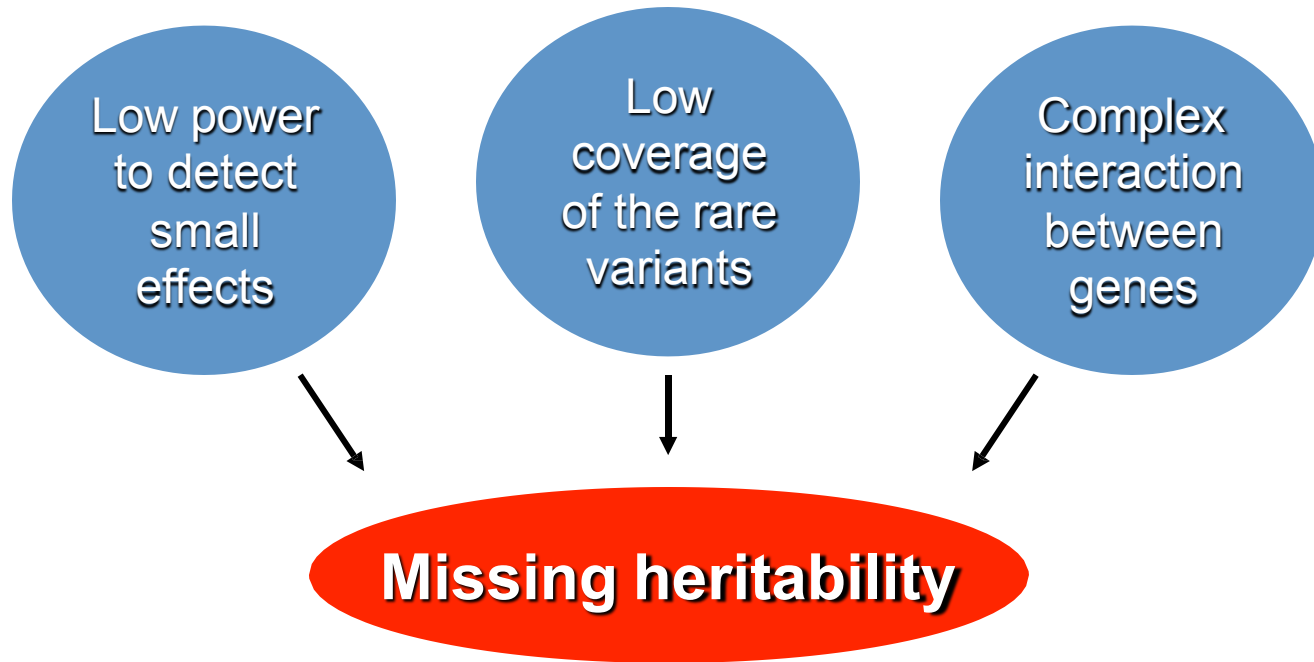 Low power
to detect
small
effects
Low
coverage
of the rare
variants
Complex
interaction
between
genes
Missing heritability